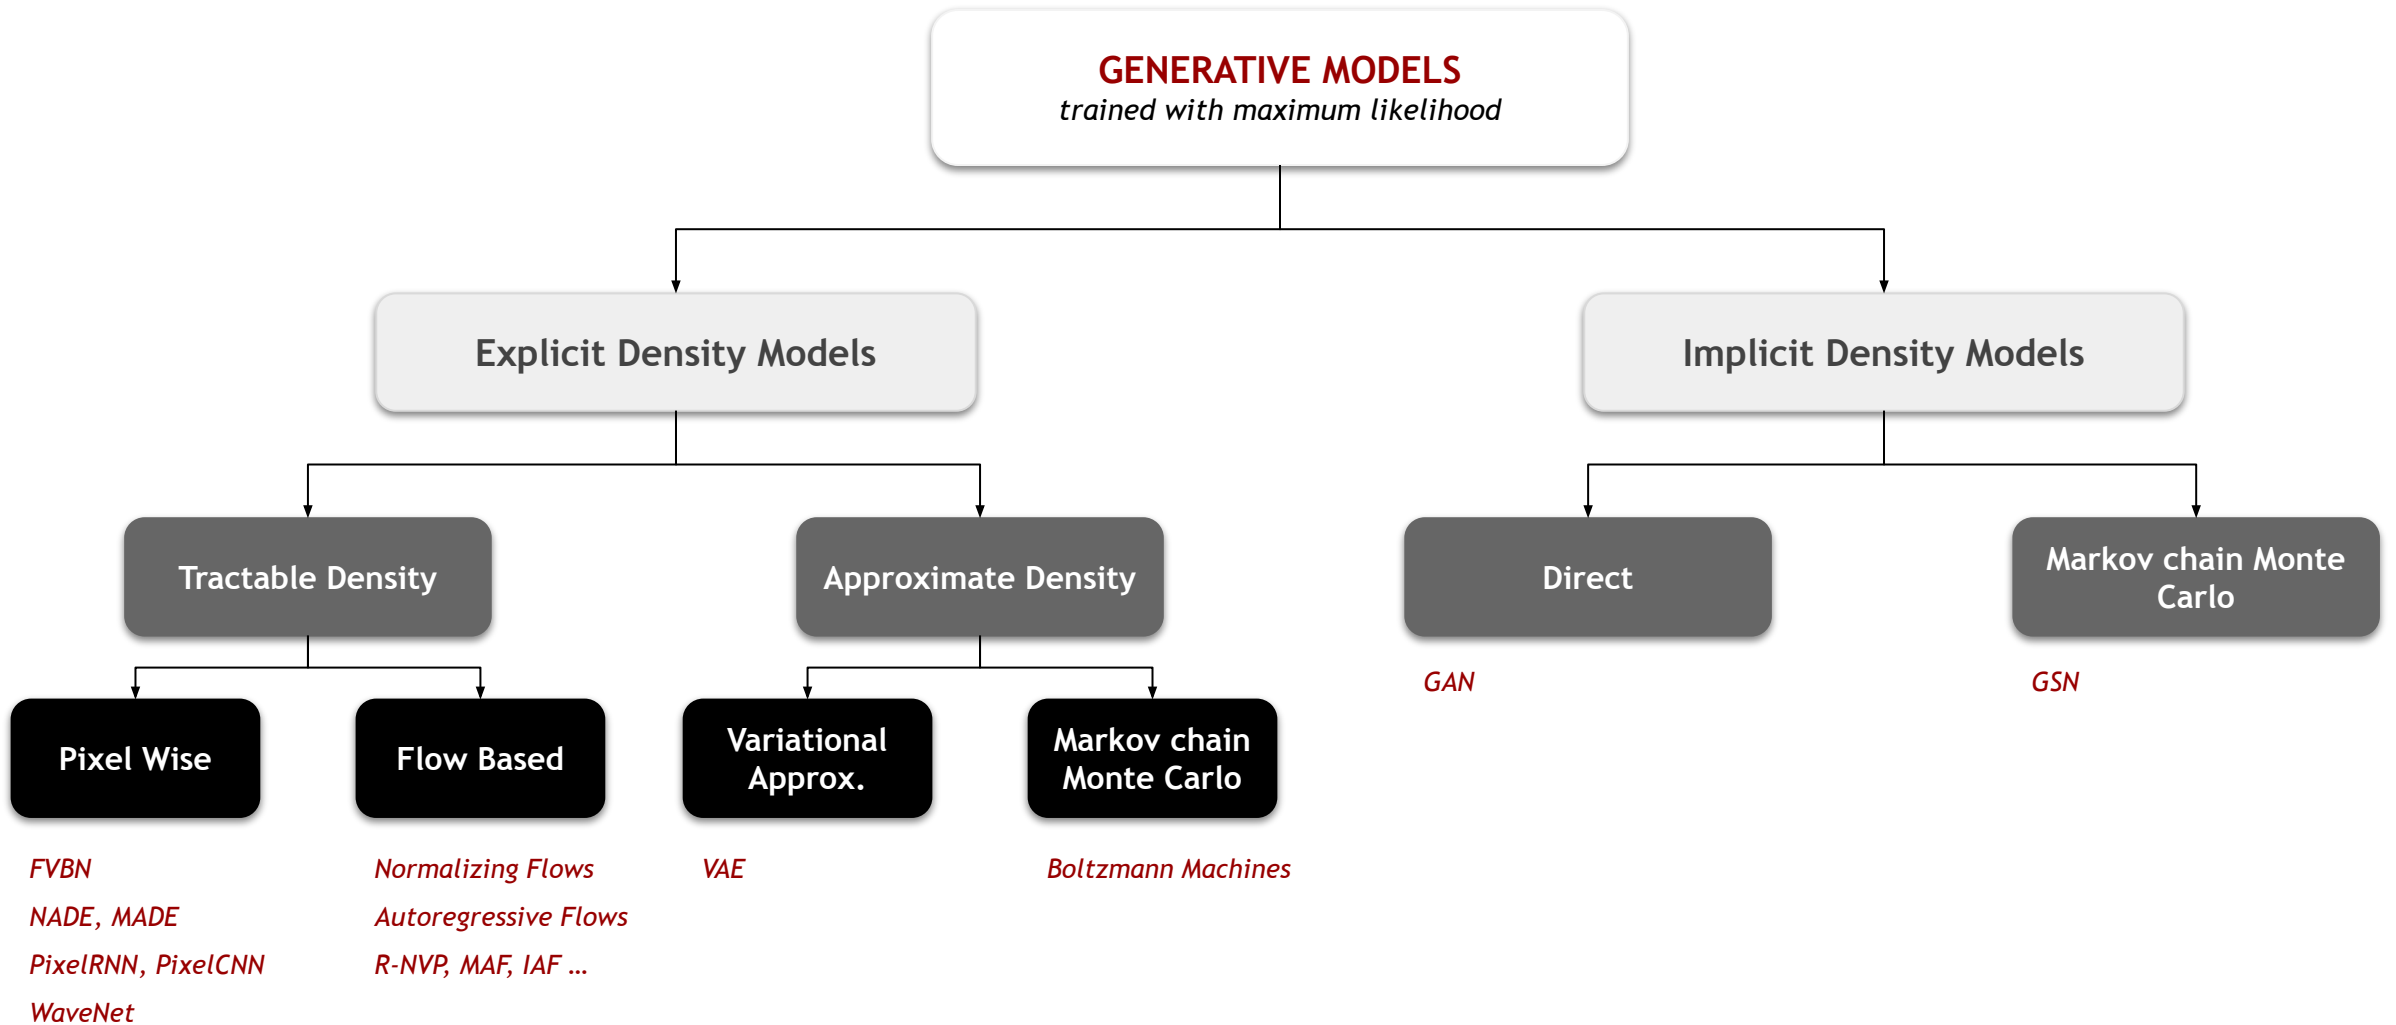 GENERATIVE MODELS
trained with maximum likelihood
Explicit Density Models
Implicit Density Models
Tractable Density
Approximate Density
Direct
Markov chain Monte
Carlo
GAN
GSN
Pixel Wise
Flow Based
Variational
Approx.
Markov chain
Monte Carlo
FVBN
NADE, MADE
PixelRNN, PixelCNN
WaveNet
Normalizing Flows
Autoregressive Flows
R-NVP, MAF, IAF …
VAE
Boltzmann Machines